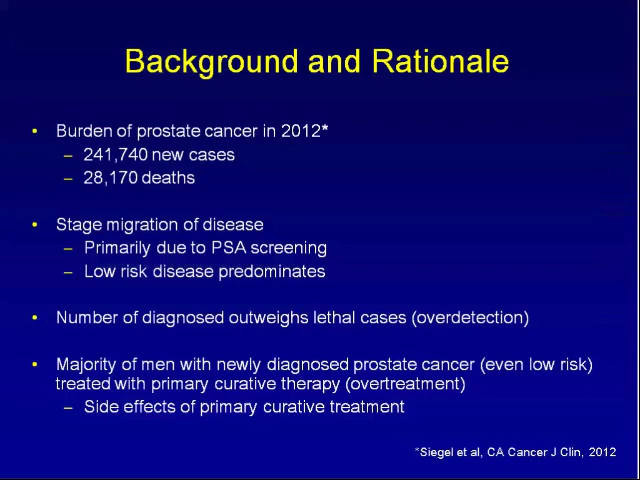 Background and Rationale
• Burden of prostate cancer in 2012*
– 241,740 new cases
– 28,170 deaths
• Stage migration of disease
– Primarily due to PSA screening
– Low risk disease predominates
• Number of diagnosed outweighs lethal cases (overdetection)
• Majority of men with newly diagnosed prostate cancer (even low risk)
treated with primary curative therapy (overtreatment)
– Side effects of primary curative treatment
*Siegel et al, CA Cancer J Clin, 2012